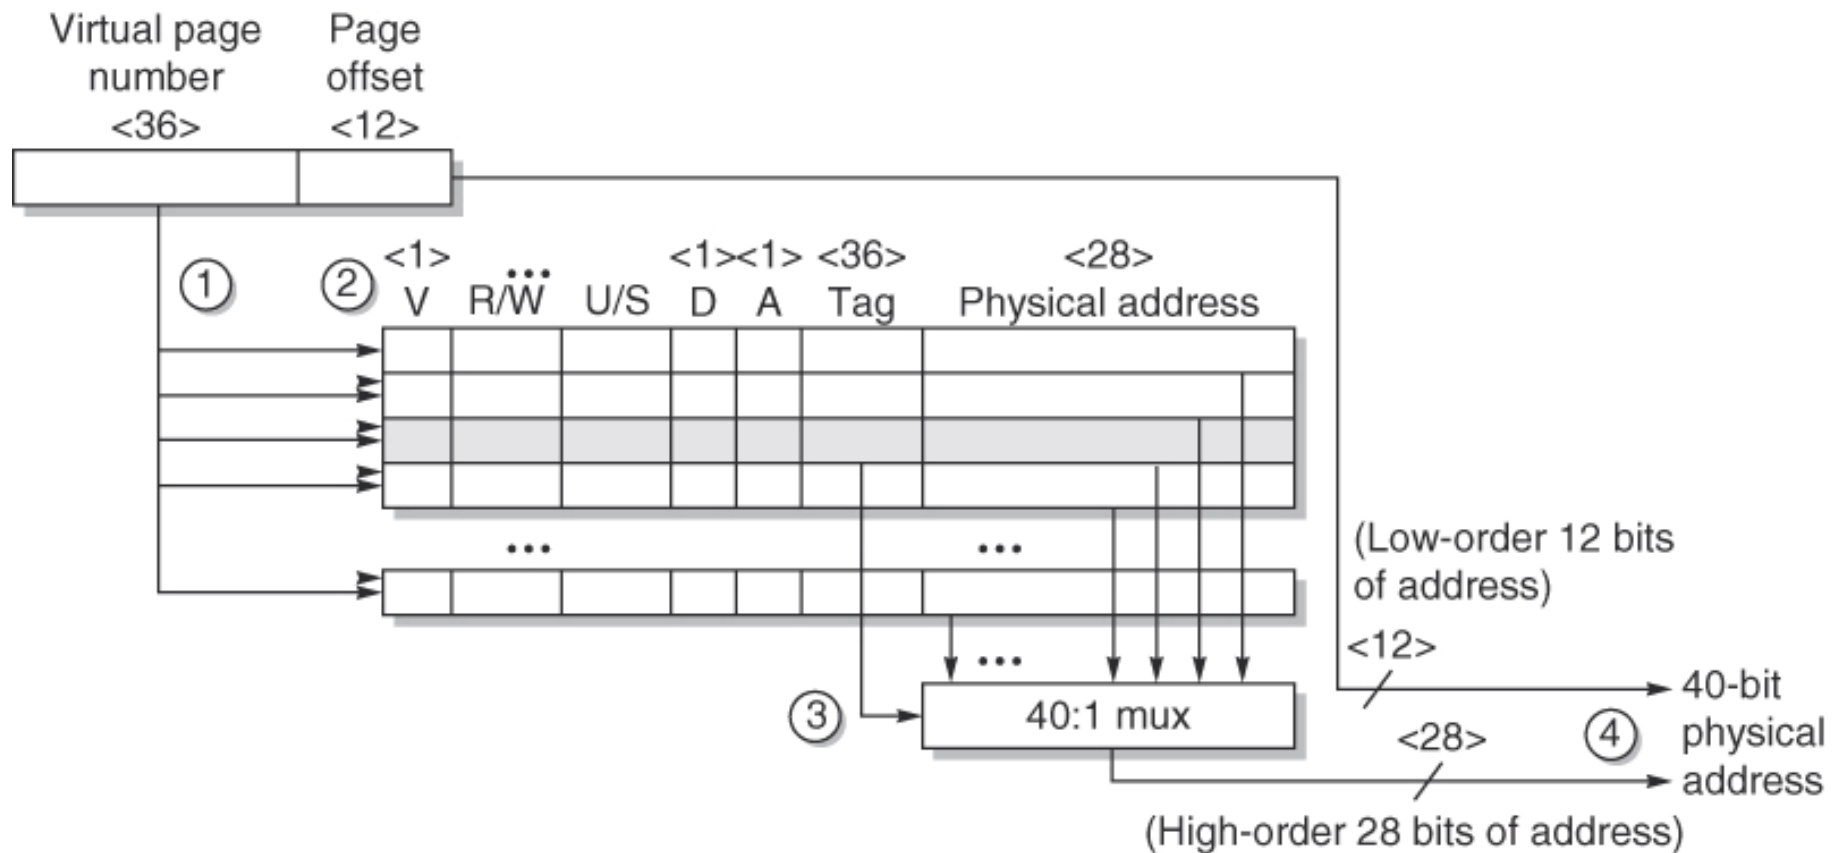 Virtual page number <36>
Page offset <12>
1
2
<1> ... <1> <1> <36> <28>
V R/W U/S D A Tag Physical address
... ...
(Low-order 12 bits
of address)
...
<12>
3
40:1 mux
<28>
4
40-bit
physical
address
(High-order 28 bits of address)